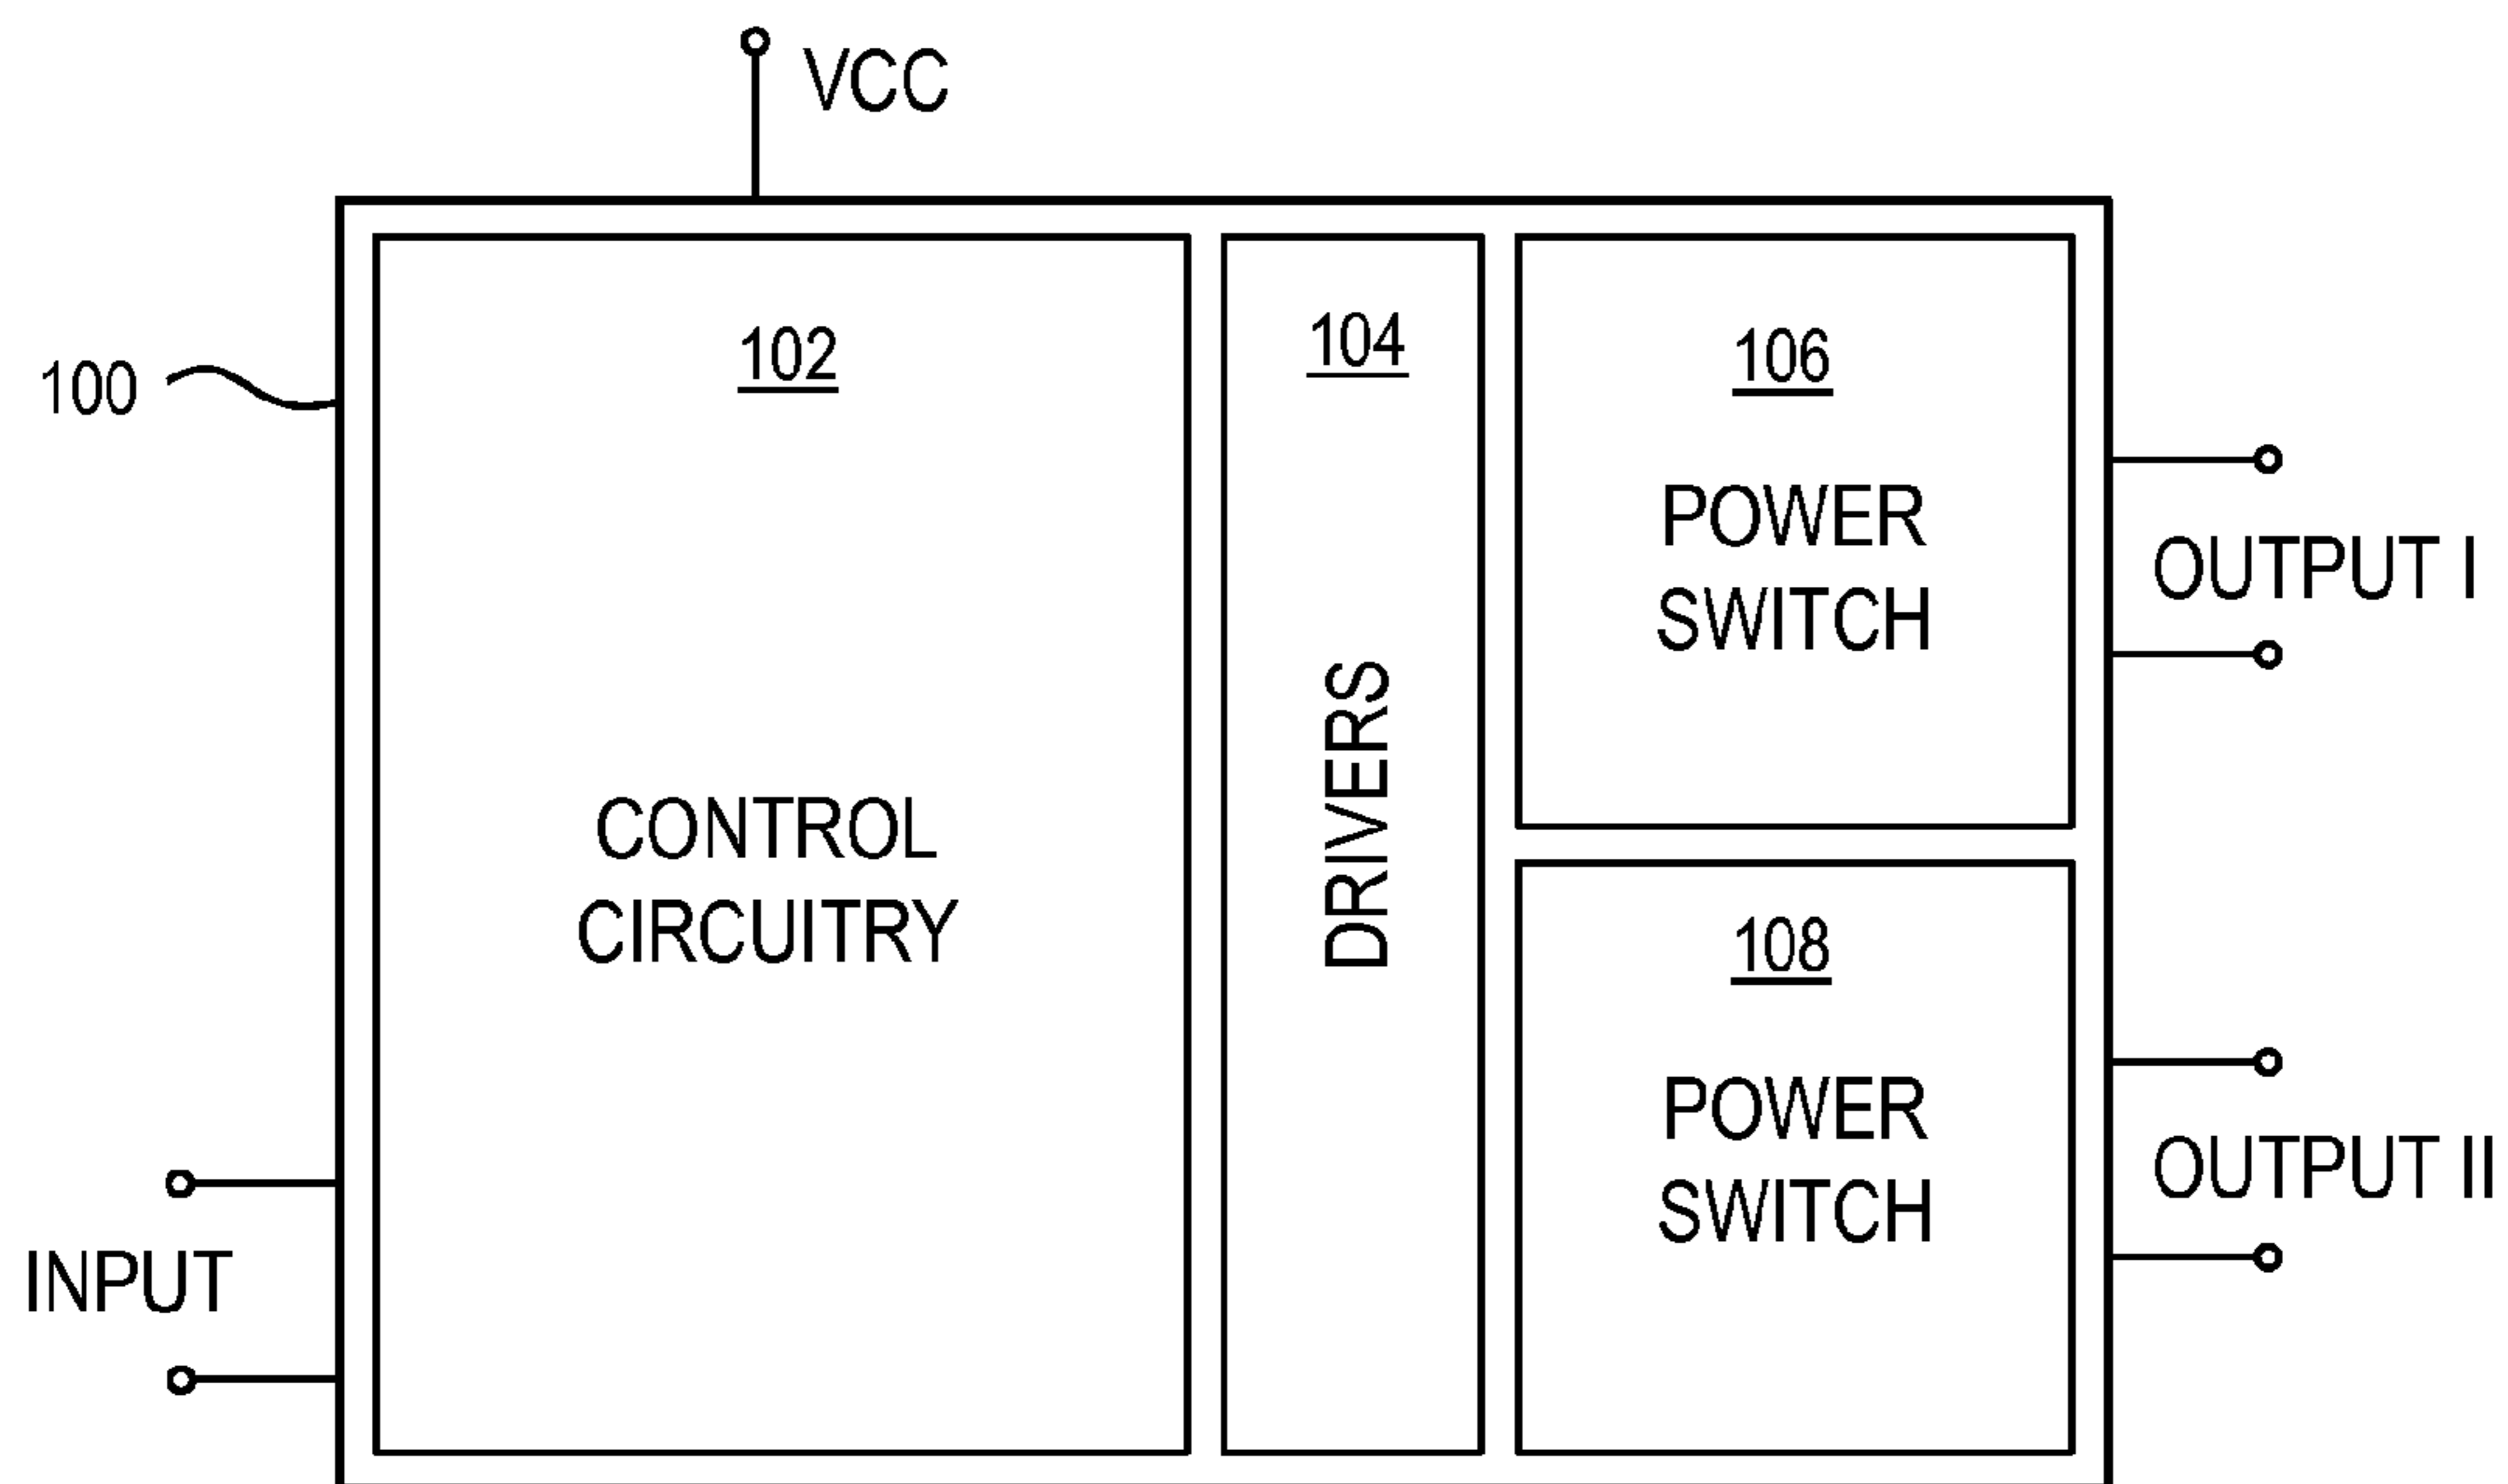 VCC
100
102
CONTROL
CIRCUITRY
104
DRIVERS
106
POWER
SWITCH
108
POWER
SWITCH
OUTPUT I
OUTPUT II
INPUT